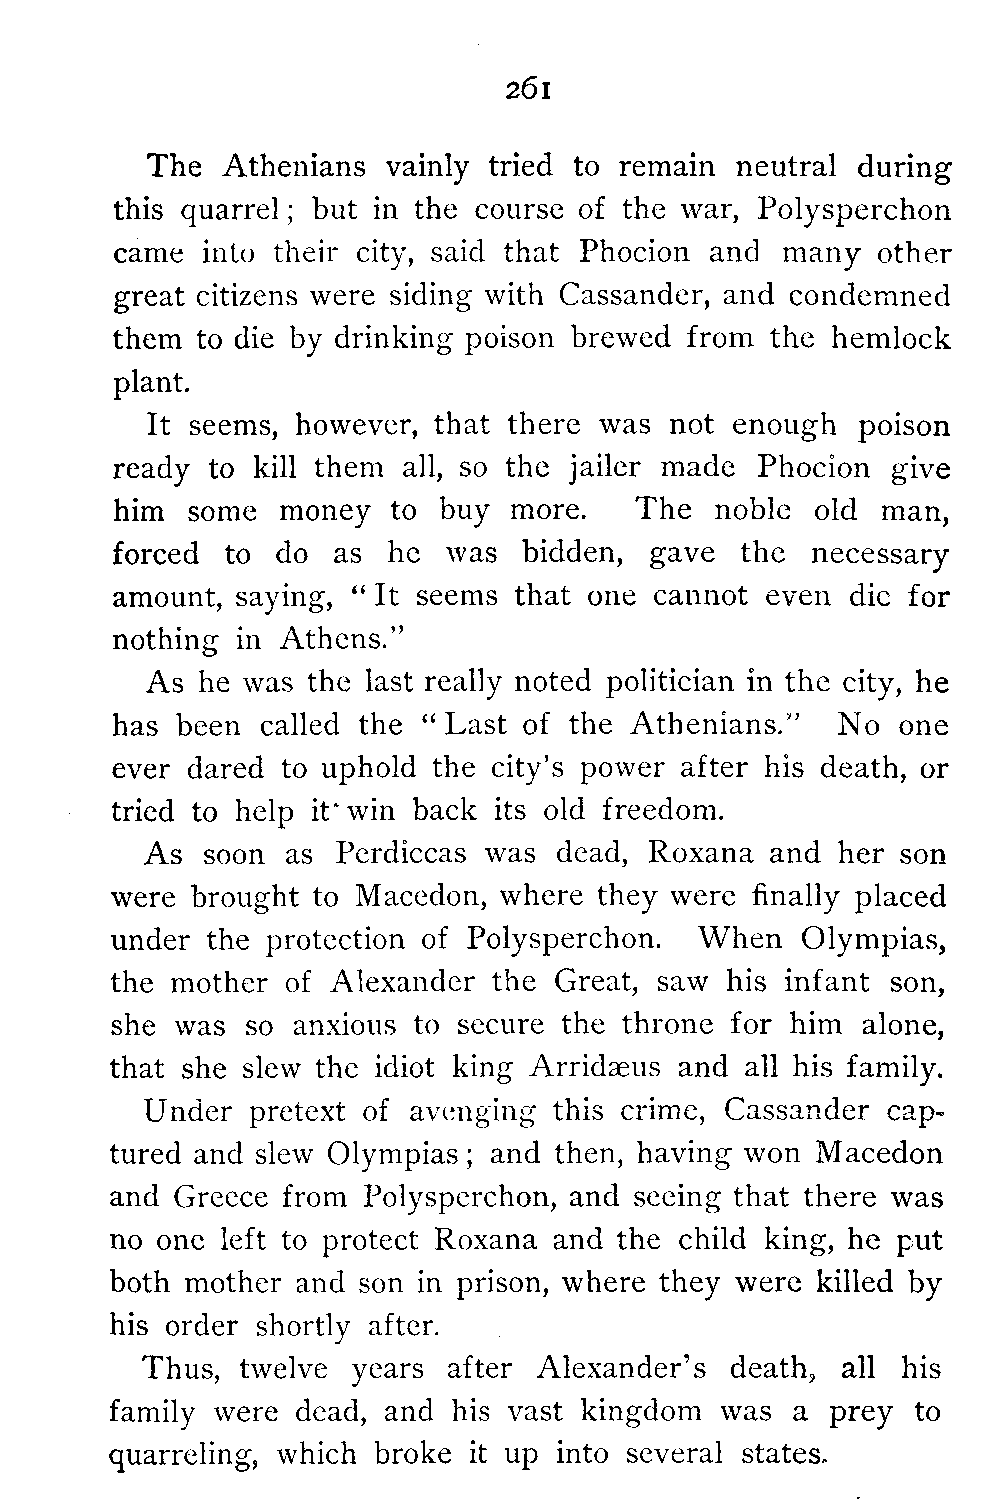 261
The Athenians vainly tried to remain neutral during
this quarrel; but in the course of the war, Polysperchon
came into their city, said that Phocion and many other
great citizens were siding with Cassander, and condemned
them to die by drinking poison brewed from the hemlock
plant.
It seems, however, that there was not enough poison
ready to kill them all, so the jailer made Phocion give
him some money to buy more. The noble old man,
forced to do as he was bidden, gave the necessary
amount, saying, “It seems that one cannot even die for
nothing in Athens.”
As he was the last really noted politician in the city, he
has been called the “Last of the Athenians.” No one
ever dared to uphold the city's power after his death, or
tried to help it win back its old freedom.
As soon as Perdiccas was dead, Roxana and her son
were brought to Macedon, where they were finally placed
under the protection of Polysperchon. When Olympias,
the mother of Alexander the Great, saw his infant son,
she was so anxious to secure the throne for him alone,
that she slew the idiot king Arridæus and all his family.
Under pretext of avenging this crime, Cassander cap-
tured and slew Olympias; and then, having won Macedon
and Greece from Polysperchon, and seeing that there was
no one left to protect Roxana and the child king, he put
both mother and son in prison, where they were killed by
his order shortly after.
Thus, twelve years after Alexander's death, all his
family were dead, and his vast kingdom was a prey to
quarreling, which broke it up into several states.